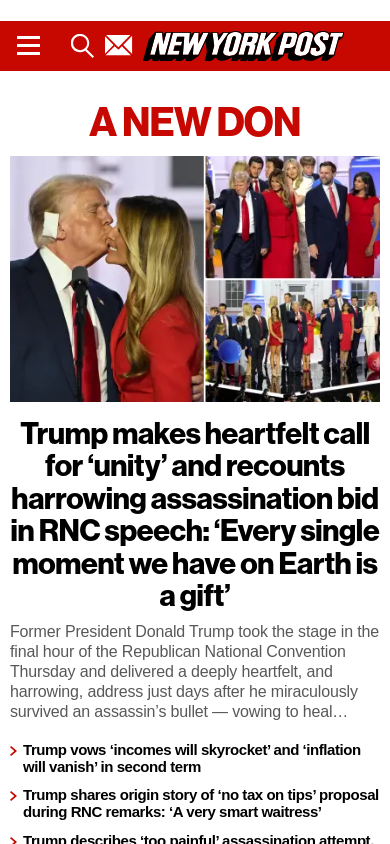 NEW YORK POST
A NEW DON
Trump makes heartfelt call
for ‘unity’ and recounts
harrowing assassination bid
in RNC speech: ‘Every single
moment we have on Earth is
a gift’
Former President Donald Trump took the stage in the
final hour of the Republican National Convention
Thursday and delivered a deeply heartfelt, and
harrowing, address just days after he miraculously
survived an assassin’s bullet — vowing to heal…
Trump vows ‘incomes will skyrocket’ and ‘inflation
will vanish’ in second term
Trump shares origin story of ‘no tax on tips’ proposal
during RNC remarks: ‘A very smart waitress’
Trump describes ‘too painful’ assassination attempt,